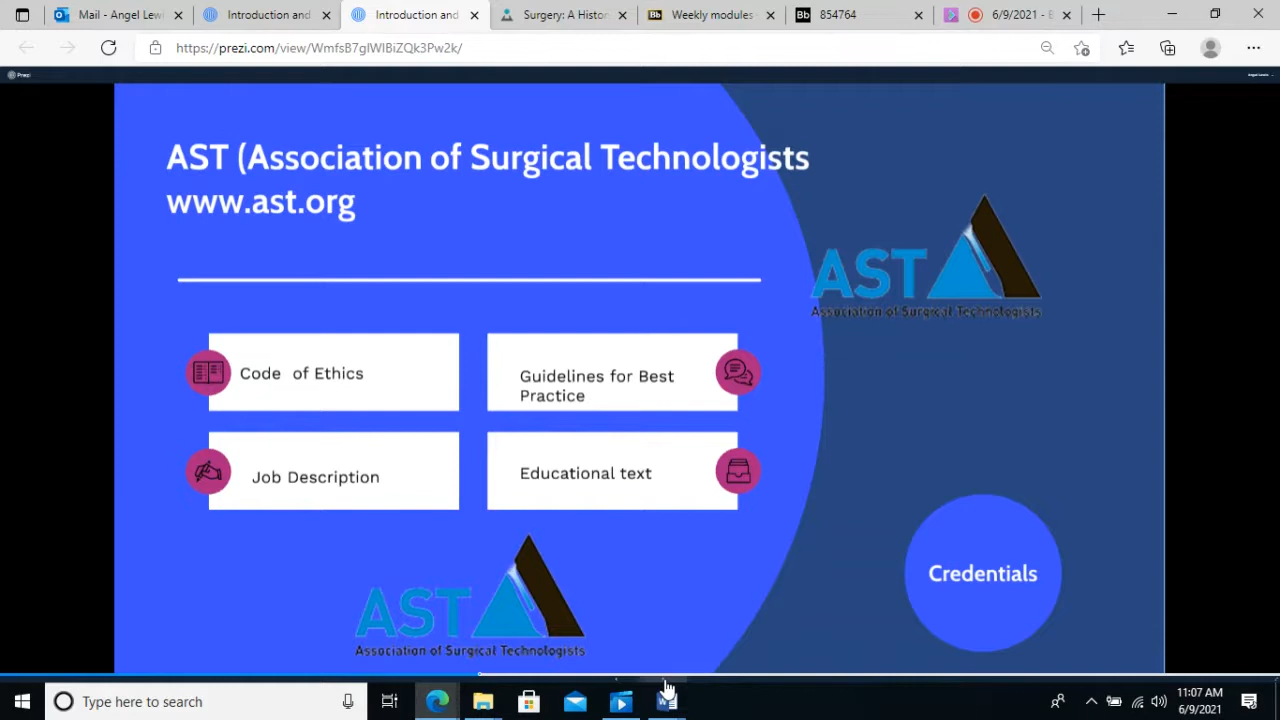 Mail - Angel Lewi
Introduction and
Introduction and
Surgery: A Histor
Weekly modules
854764
6/9/2021 - E
https://prezi.com/view/WmfsB7gIWIBiZQk3Pw2k/
Prezi
AST (Association of Surgical Technologists
www.ast.org
AST
Association of Surgical Technologists
Code of Ethics
Guidelines for Best
Practice
Job Description
Educational text
Credentials
AST
Association of Surgical Technologists
Type here to search
11:07 AM
6/9/2021